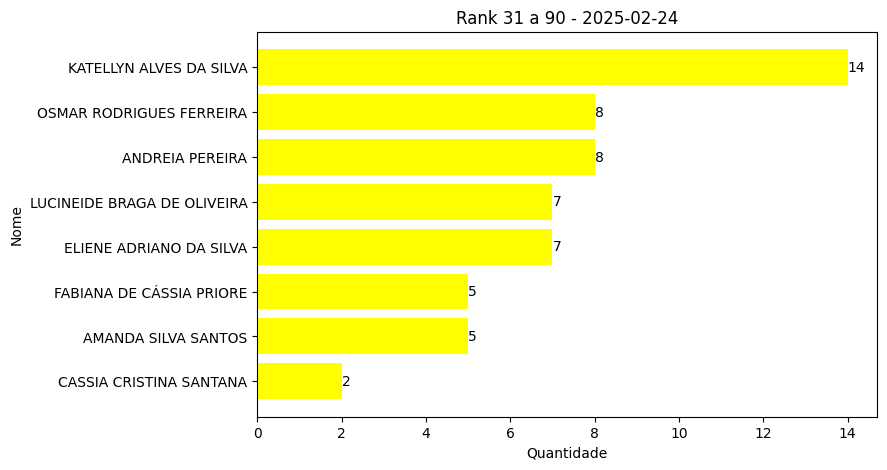 Rank 31 a 90 - 2025-02-24
Nome
KATELLYN ALVES DA SILVA 14
OSMAR RODRIGUES FERREIRA 8
ANDREIA PEREIRA 8
LUCINEIDE BRAGA DE OLIVEIRA 7
ELIENE ADRIANO DA SILVA 7
FABIANA DE CÁSSIA PRIORE 5
AMANDA SILVA SANTOS 5
CASSIA CRISTINA SANTANA 2
0 2 4 6 8 10 12 14
Quantidade